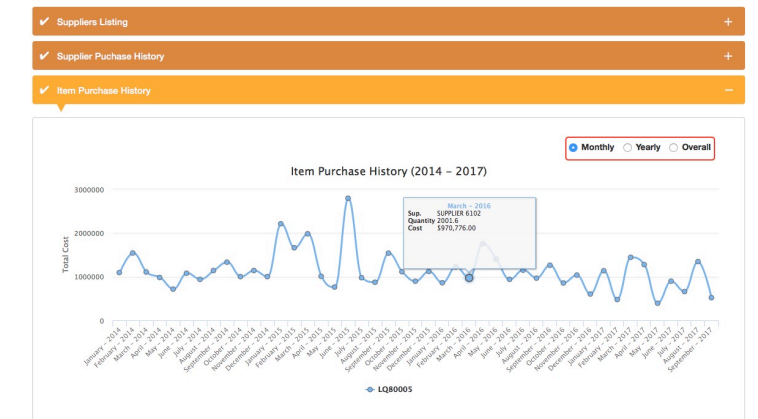 ✔ Suppliers Listing +
✔ Supplier Puchase History +
✔ Item Purchase History −
Monthly Yearly Overall
Item Purchase History (2014 – 2017)
3000000
2000000
1000000
0
Total Cost
March – 2016
Sup. SUPPLIER 6102
Quantity 2001.6
Cost $970,776.00
January - 2014
February - 2014
March - 2014
April - 2014
May - 2014
June - 2014
July - 2014
August - 2014
September - 2014
October - 2014
November - 2014
December - 2014
January - 2015
February - 2015
March - 2015
April - 2015
May - 2015
June - 2015
July - 2015
August - 2015
September - 2015
October - 2015
November - 2015
December - 2015
January - 2016
February - 2016
March - 2016
April - 2016
May - 2016
June - 2016
July - 2016
August - 2016
September - 2016
October - 2016
November - 2016
December - 2016
January - 2017
February - 2017
March - 2017
April - 2017
May - 2017
June - 2017
July - 2017
August - 2017
September - 2017
LQ80005